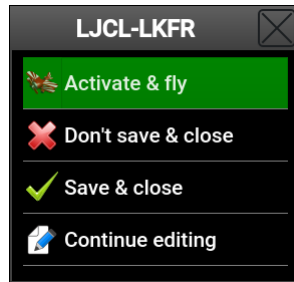 LJCL-LKFR
Activate & fly
Don't save & close
Save & close
Continue editing